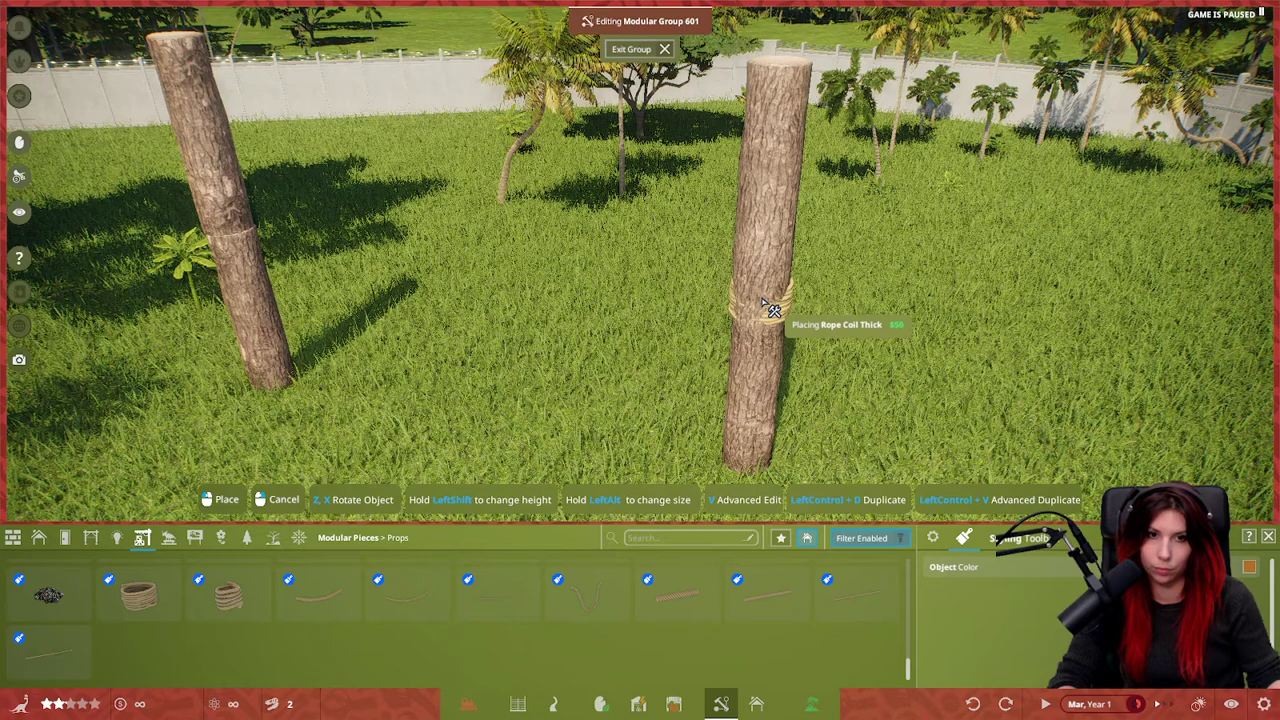 Editing Modular Group 601
GAME IS PAUSED
Exit Group
Placing Rope Coil Thick $50
Place Cancel Z, X Rotate Object Hold LeftShift to change height Hold LeftAlt to change size V Advanced Edit LeftControl + D Duplicate LeftControl + V Advanced Duplicate
Modular Pieces > Props
Search...
Filter Enabled
Object Color
?
?
2
Mar, Year 1